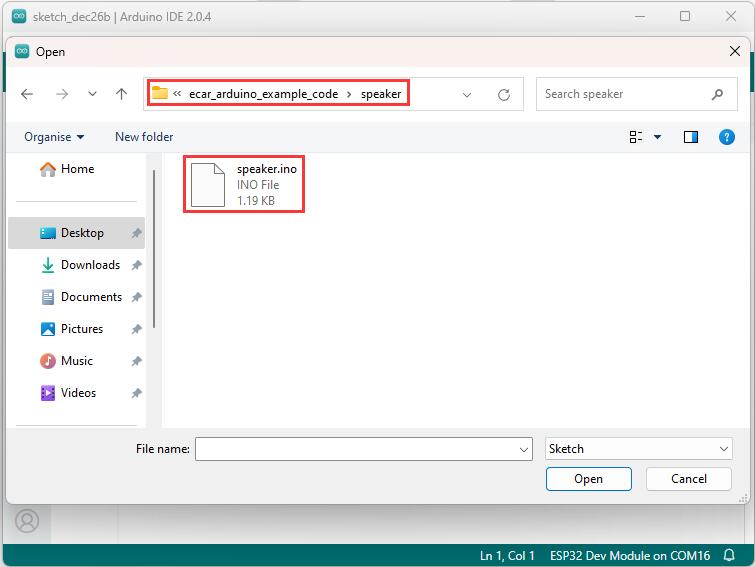 sketch_dec26b | Arduino IDE 2.0.4
Open
« ecar_arduino_example_code › speaker
Search speaker
Organise
New folder
Home
speaker.ino
INO File
1.19 KB
Desktop
Downloads
Documents
Pictures
Music
Videos
File name:
Sketch
Open
Cancel
Ln 1, Col 1 ESP32 Dev Module on COM16